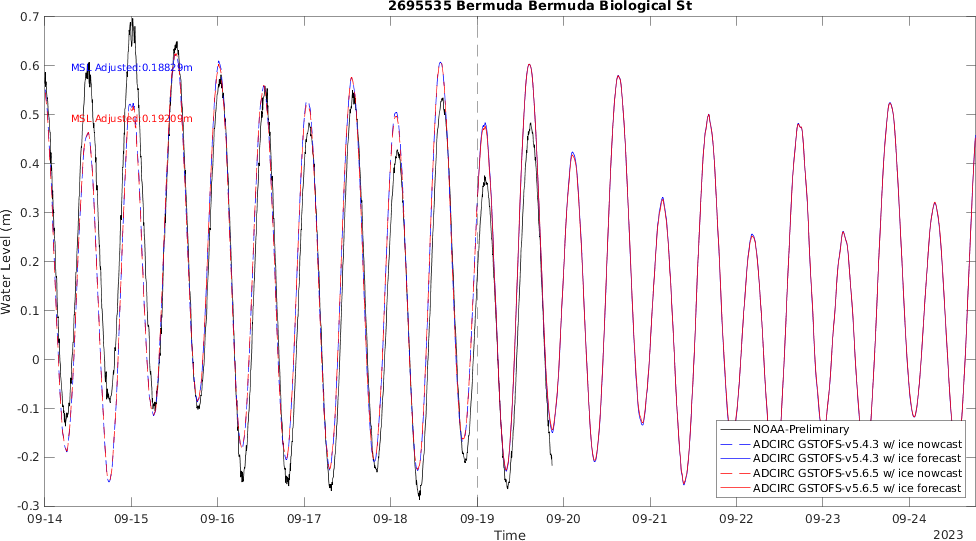 2695535 Bermuda Bermuda Biological St
0.7
0.6
0.5
0.4
0.3
0.2
0.1
0
-0.1
-0.2
-0.3
Water Level (m)
MSL Adjusted:0.18829m
MSL Adjusted:0.19209m
NOAA-Preliminary
ADCIRC GSTOFS-v5.4.3 w/ ice nowcast
ADCIRC GSTOFS-v5.4.3 w/ ice forecast
ADCIRC GSTOFS-v5.6.5 w/ ice nowcast
ADCIRC GSTOFS-v5.6.5 w/ ice forecast
09-14 09-15 09-16 09-17 09-18 09-19 09-20 09-21 09-22 09-23 09-24
Time
2023